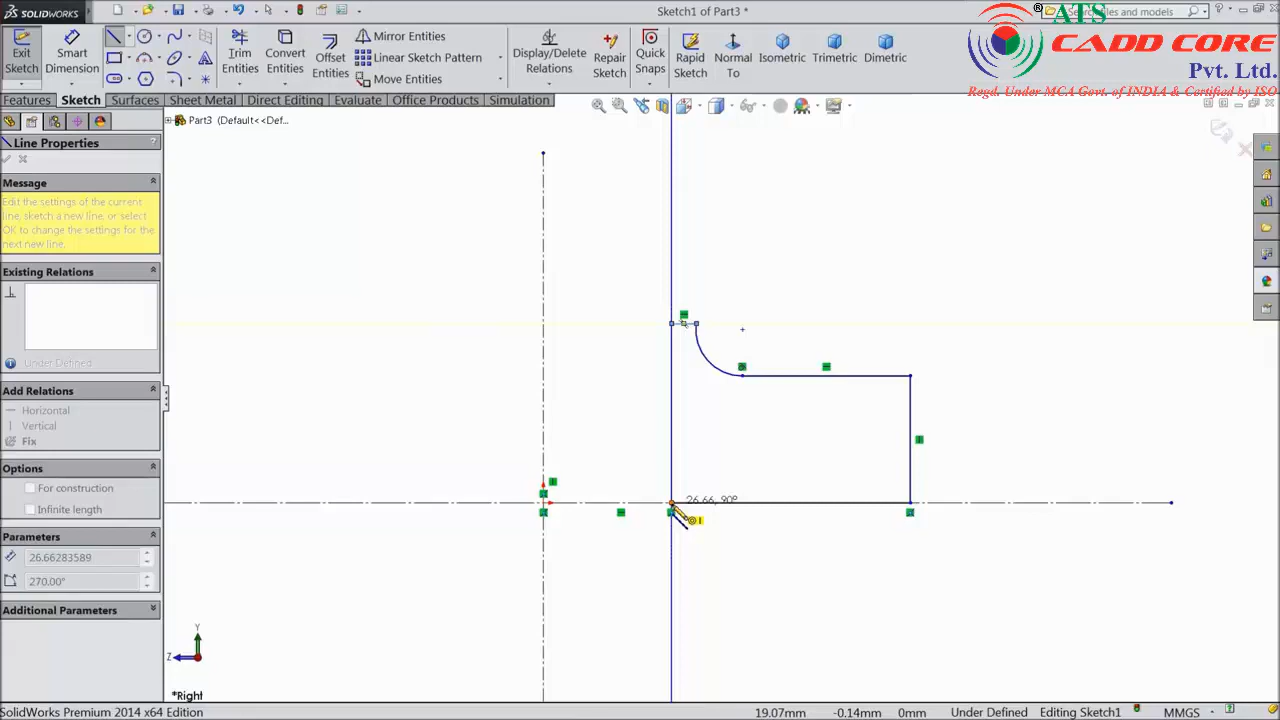 SOLIDWORKS
Sketch1 of Part3 *
Search files and models
® ATS
CADD CORE
Pvt. Ltd.
Regd. Under MCA Govt. of INDIA & Certified by ISO
Exit Sketch
Smart Dimension
Trim Entities
Convert Entities
Offset Entities
Mirror Entities
Linear Sketch Pattern
Move Entities
Display/Delete Relations
Repair Sketch
Quick Snaps
Rapid Sketch
Normal To
Isometric
Trimetric
Dimetric
Features
Sketch
Surfaces
Sheet Metal
Direct Editing
Evaluate
Office Products
Simulation
Part3 (Default<<Def...
Line Properties
?
Message
Edit the settings of the current
line, sketch a new line, or select
OK to change the settings for the
next new line.
Existing Relations
Under Defined
Add Relations
Horizontal
Vertical
Fix
Options
For construction
Infinite length
Parameters
26.66283589
270.00°
Additional Parameters
26.66, 90°
Y
Z
*Right
SolidWorks Premium 2014 x64 Edition
19.07mm
-0.14mm
0mm
Under Defined
Editing Sketch1
MMGS